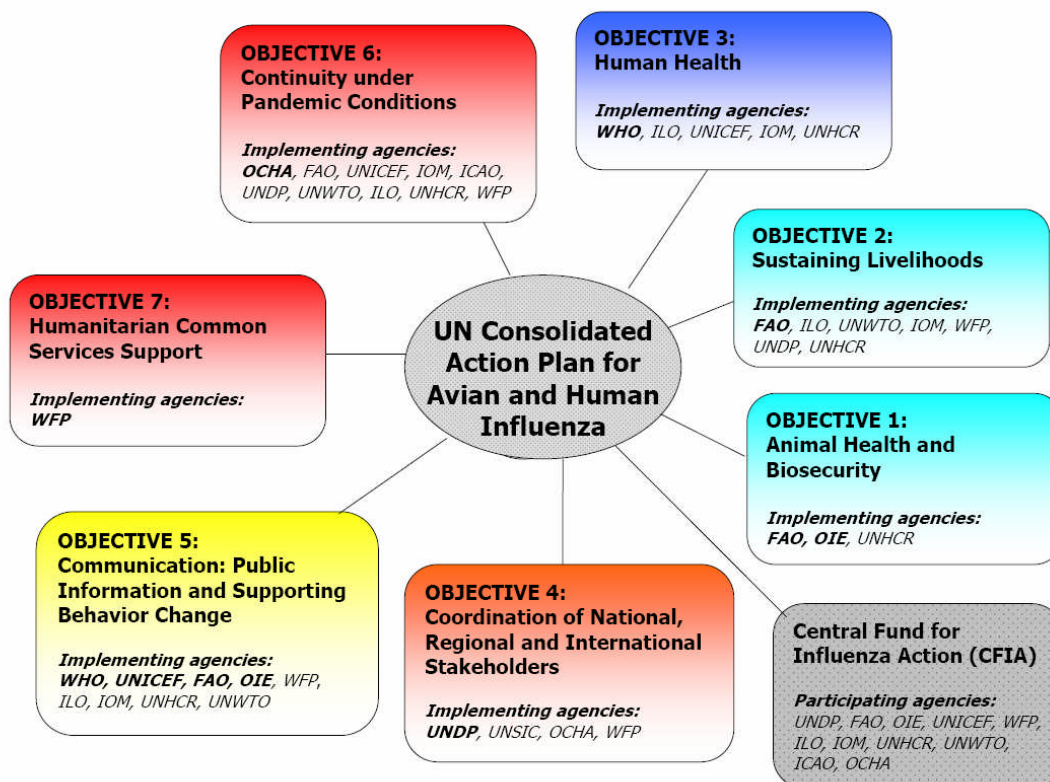 OBJECTIVE 6:
Continuity under
Pandemic Conditions
Implementing agencies:
OCHA, FAO, UNICEF, IOM, ICAO,
UNDP, UNWTO, ILO, UNHCR, WFP
OBJECTIVE 3:
Human Health
Implementing agencies:
WHO, ILO, UNICEF, IOM, UNHCR
OBJECTIVE 2:
Sustaining Livelihoods
Implementing agencies:
FAO, ILO, UNWTO, IOM, WFP,
UNDP, UNHCR
OBJECTIVE 7:
Humanitarian Common
Services Support
Implementing agencies:
WFP
UN Consolidated
Action Plan for
Avian and Human
Influenza
OBJECTIVE 1:
Animal Health and
Biosecurity
Implementing agencies:
FAO, OIE, UNHCR
OBJECTIVE 5:
Communication: Public
Information and Supporting
Behavior Change
Implementing agencies:
WHO, UNICEF, FAO, OIE, WFP,
ILO, IOM, UNHCR, UNWTO
OBJECTIVE 4:
Coordination of National,
Regional and International
Stakeholders
Implementing agencies:
UNDP, UNSIC, OCHA, WFP
Central Fund for
Influenza Action (CFIA)
Participating agencies:
UNDP, FAO, OIE, UNICEF, WFP,
ILO, IOM, UNHCR, UNWTO,
ICAO, OCHA